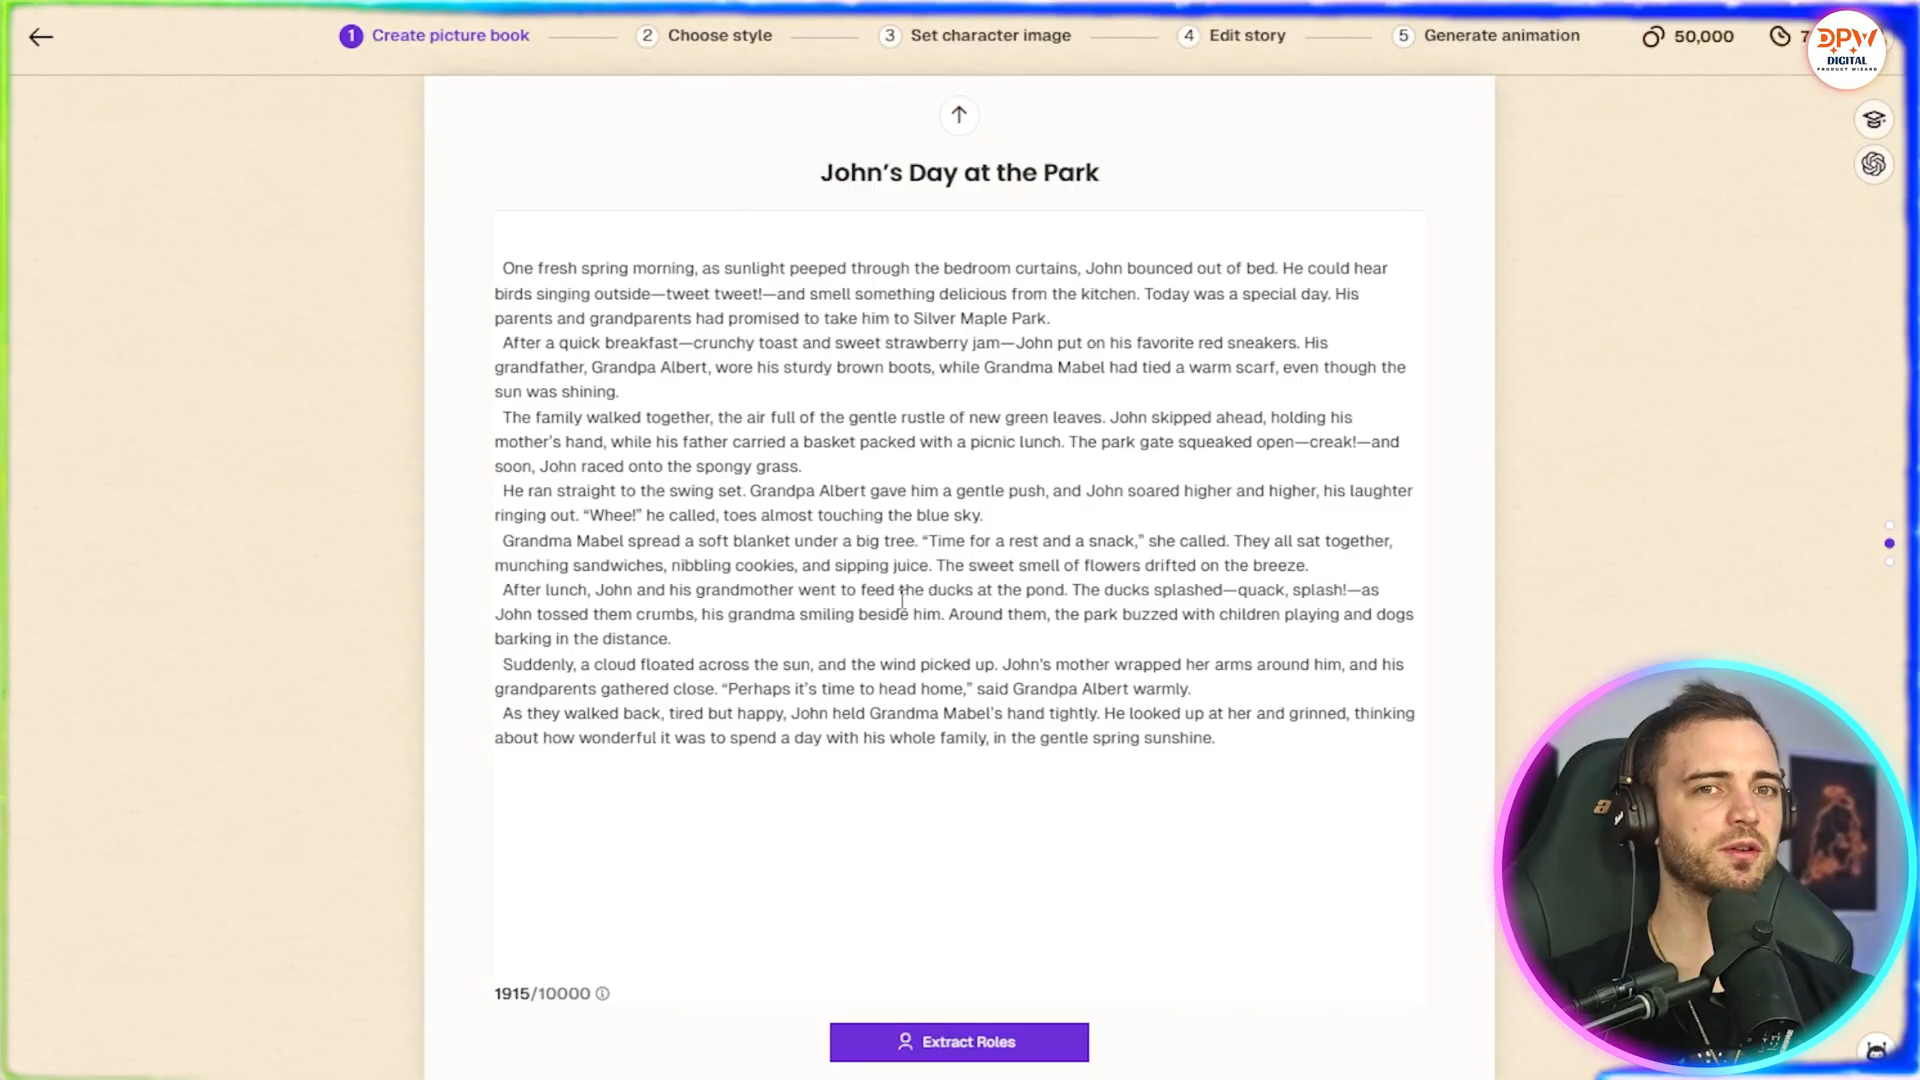 1 Create picture book 2 Choose style 3 Set character image 4 Edit story 5 Generate animation 50,000 7
DPW
DIGITAL
PRODUCT WIZARD
John’s Day at the Park
One fresh spring morning, as sunlight peeped through the bedroom curtains, John bounced out of bed. He could hear
birds singing outside—tweet tweet!—and smell something delicious from the kitchen. Today was a special day. His
parents and grandparents had promised to take him to Silver Maple Park.
After a quick breakfast—crunchy toast and sweet strawberry jam—John put on his favorite red sneakers. His
grandfather, Grandpa Albert, wore his sturdy brown boots, while Grandma Mabel had tied a warm scarf, even though the
sun was shining.
The family walked together, the air full of the gentle rustle of new green leaves. John skipped ahead, holding his
mother's hand, while his father carried a basket packed with a picnic lunch. The park gate squeaked open—creak!—and
soon, John raced onto the spongy grass.
He ran straight to the swing set. Grandpa Albert gave him a gentle push, and John soared higher and higher, his laughter
ringing out. “Whee!” he called, toes almost touching the blue sky.
Grandma Mabel spread a soft blanket under a big tree. “Time for a rest and a snack,” she called. They all sat together,
munching sandwiches, nibbling cookies, and sipping juice. The sweet smell of flowers drifted on the breeze.
After lunch, John and his grandmother went to feed the ducks at the pond. The ducks splashed—quack, splash!—as
John tossed them crumbs, his grandma smiling beside him. Around them, the park buzzed with children playing and dogs
barking in the distance.
Suddenly, a cloud floated across the sun, and the wind picked up. John's mother wrapped her arms around him, and his
grandparents gathered close. “Perhaps it's time to head home,” said Grandpa Albert warmly.
As they walked back, tired but happy, John held Grandma Mabel's hand tightly. He looked up at her and grinned, thinking
about how wonderful it was to spend a day with his whole family, in the gentle spring sunshine.
1915/10000
Extract Roles